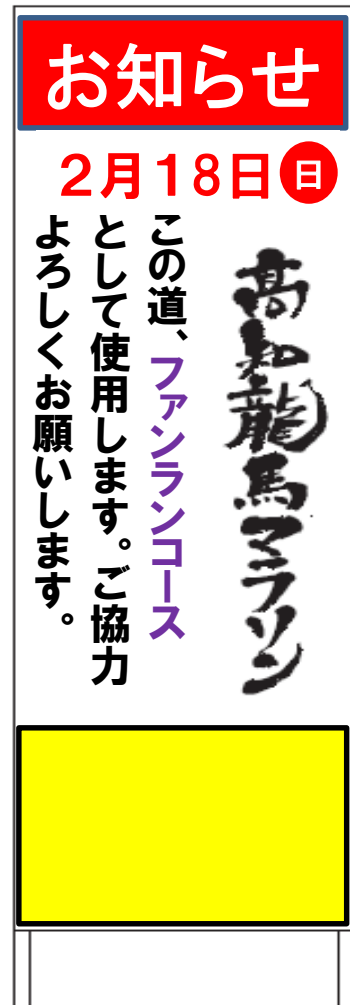 お知らせ
2月18日㊐
高知龍馬マラソン
この道、ファンランコース
として使用します。ご協力
よろしくお願いします。